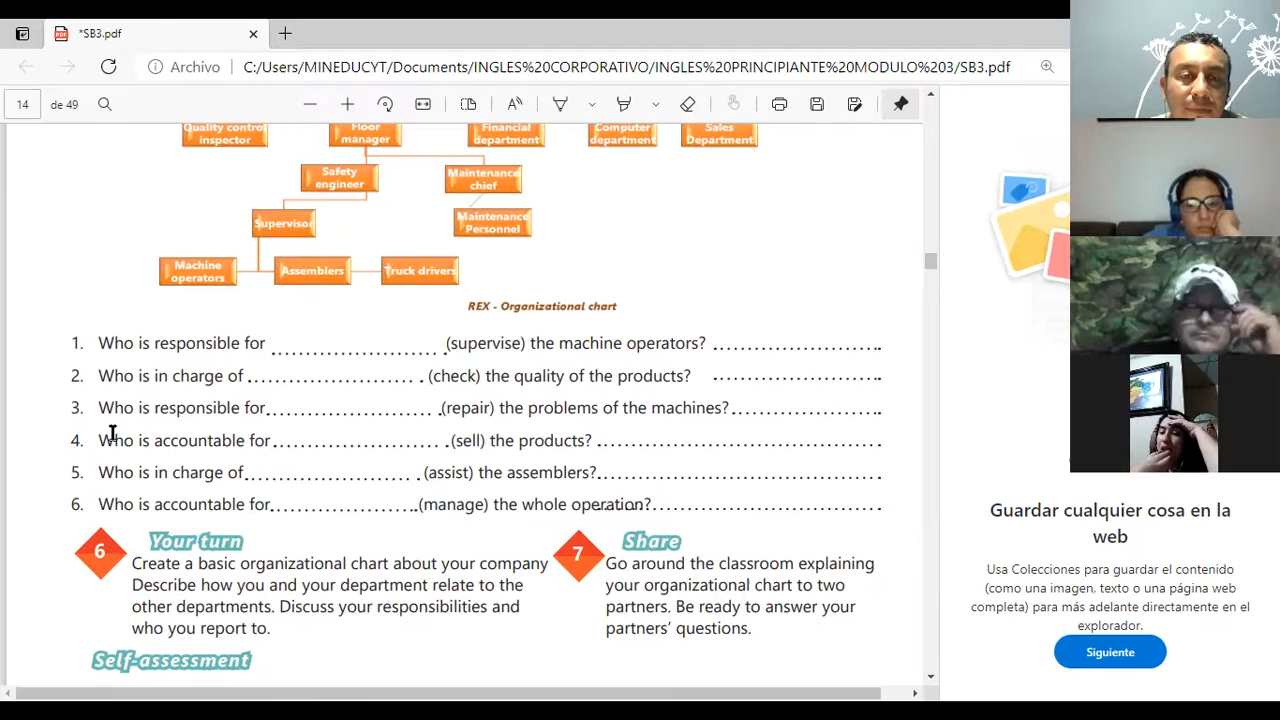 *SB3.pdf
Archivo
C:/Users/MINEDUCYT/Documents/INGLES%20CORPORATIVO/INGLES%20PRINCIPIANTE%20MODULO%203/SB3.pdf
14 de 49
Quality control inspector
Floor manager
Financial department
Computer department
Sales Department
Safety engineer
Maintenance chief
Supervisor
Maintenance Personnel
Machine operators
Assemblers
Truck drivers
REX - Organizational chart
1. Who is responsible for ........................ (supervise) the machine operators? ........................
2. Who is in charge of ........................ (check) the quality of the products? ........................
3. Who is responsible for........................ (repair) the problems of the machines? ........................
4. Who is accountable for ........................ (sell) the products? ........................
5. Who is in charge of ........................ (assist) the assemblers? ........................
6. Who is accountable for........................ (manage) the whole operation? ........................
6 Your turn
Create a basic organizational chart about your company
Describe how you and your department relate to the
other departments. Discuss your responsibilities and
who you report to.
7 Share
Go around the classroom explaining
your organizational chart to two
partners. Be ready to answer your
partners' questions.
Self-assessment
Guardar cualquier cosa en la
web
Usa Colecciones para guardar el contenido
(como una imagen, texto o una página web
completa) para más adelante directamente en el
explorador.
Siguiente